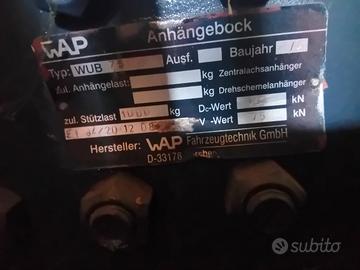 WAP Anhängebock
Typ: WUB Ausf. Baujahr
zul. Anhängelast: kg Zentralachsanhänger
kg Drehschemelanhänger
zul. Stützlast 1000 kg Dc-Wert kN
V -Wert 75 kN
Hersteller: WAP Fahrzeugtechnik GmbH
D-33178
subito